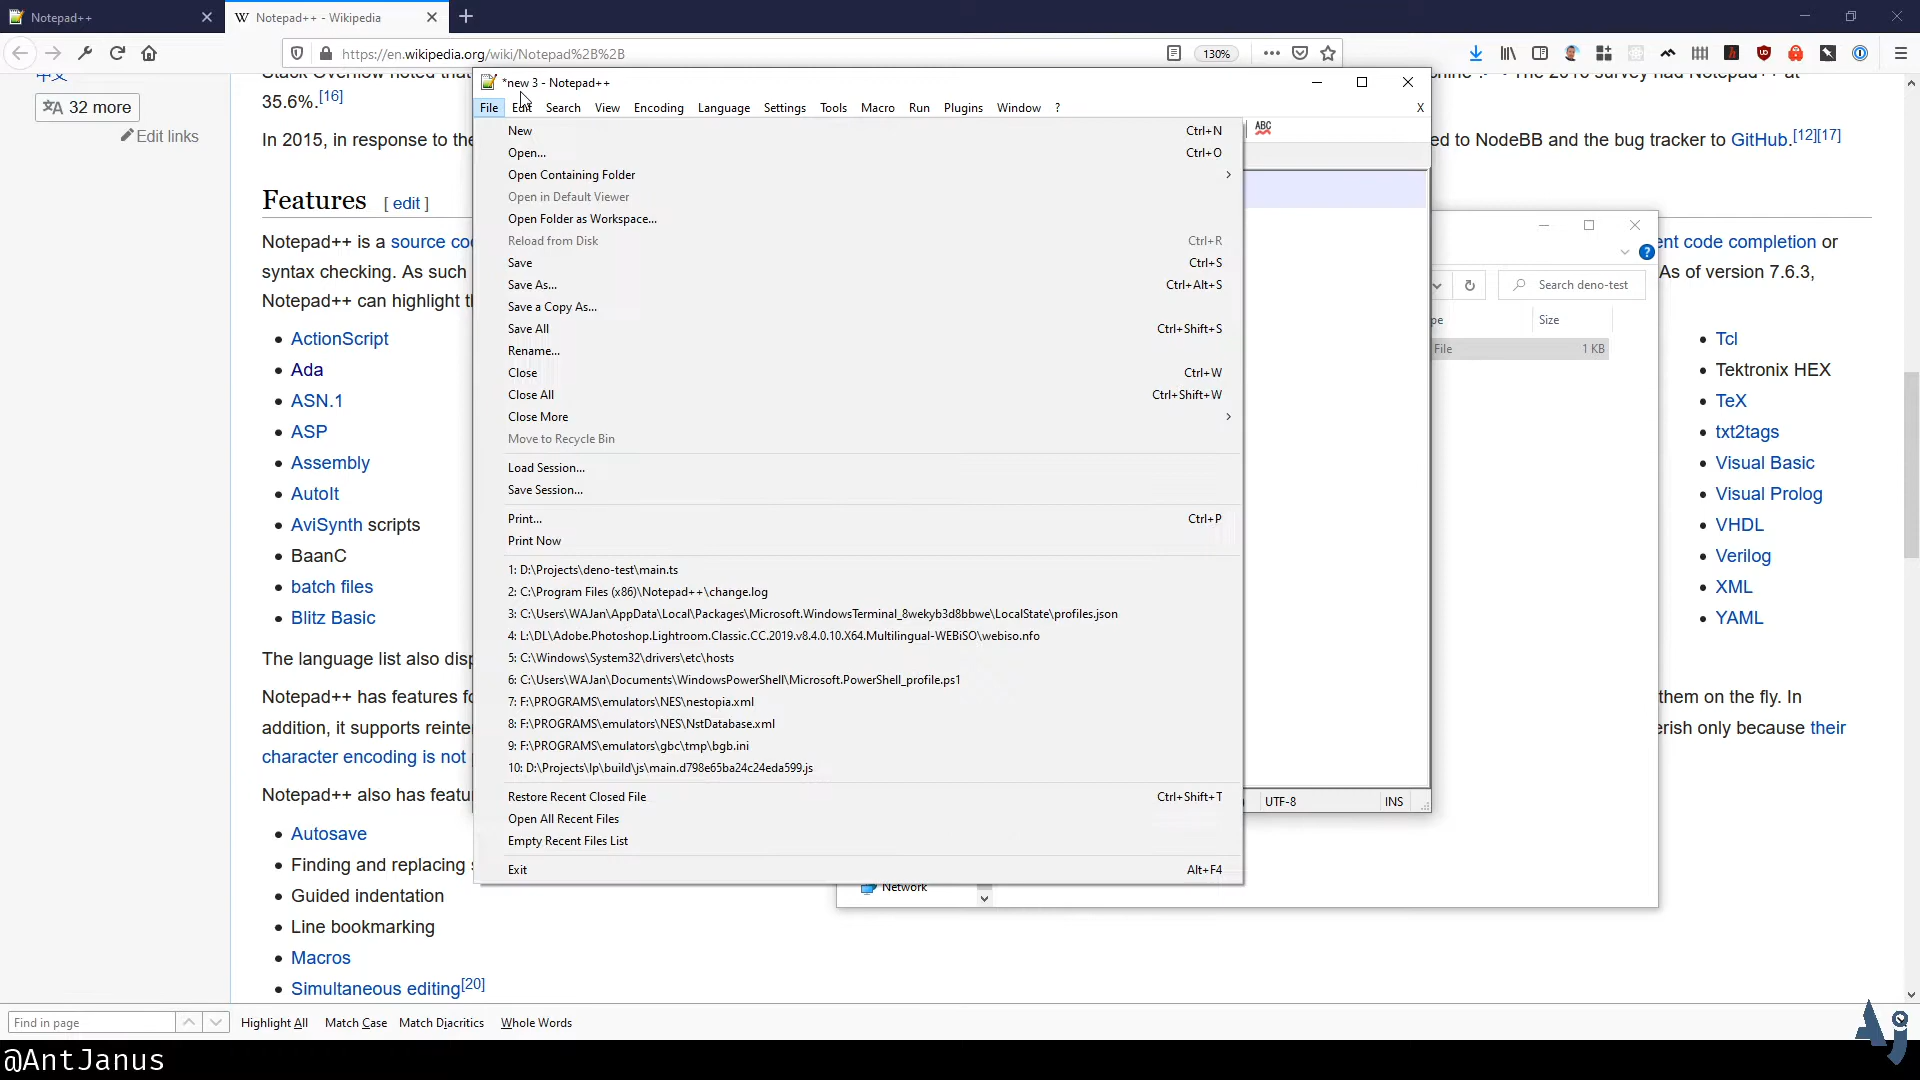 Notepad++
W Notepad++ - Wikipedia
https://en.wikipedia.org/wiki/Notepad%2B%2B
130%
中文
32 more
Edit links
35.6%.[16]
In 2015, in response to the
ed to NodeBB and the bug tracker to GitHub.[12][17]
Features [ edit ]
Notepad++ is a source co
ent code completion or
syntax checking. As such
As of version 7.6.3,
Notepad++ can highlight t
ActionScript
Ada
ASN.1
ASP
Assembly
AutoIt
AviSynth scripts
BaanC
batch files
Blitz Basic
Tcl
Tektronix HEX
TeX
txt2tags
Visual Basic
Visual Prolog
VHDL
Verilog
XML
YAML
The language list also disp
Notepad++ has features fo
them on the fly. In
addition, it supports reinte
erish only because their
character encoding is not
Notepad++ also has featu
Autosave
Finding and replacing
Guided indentation
Line bookmarking
Macros
Simultaneous editing[20]
*new 3 - Notepad++
File Edit Search View Encoding Language Settings Tools Macro Run Plugins Window ? X
ABC
New Ctrl+N
Open... Ctrl+O
Open Containing Folder
Open in Default Viewer
Open Folder as Workspace...
Reload from Disk Ctrl+R
Save Ctrl+S
Save As... Ctrl+Alt+S
Save a Copy As...
Save All Ctrl+Shift+S
Rename...
Close Ctrl+W
Close All Ctrl+Shift+W
Close More
Move to Recycle Bin
Load Session...
Save Session...
Print... Ctrl+P
Print Now
1: D:\Projects\deno-test\main.ts
2: C:\Program Files (x86)\Notepad++\change.log
3: C:\Users\WAJan\AppData\Local\Packages\Microsoft.WindowsTerminal_8wekyb3d8bbwe\LocalState\profiles.json
4: L:\DL\Adobe.Photoshop.Lightroom.Classic.CC.2019.v8.4.0.10.X64.Multilingual-WEBiSO\webiso.nfo
5: C:\Windows\System32\drivers\etc\hosts
6: C:\Users\WAJan\Documents\WindowsPowerShell\Microsoft.PowerShell_profile.ps1
7: F:\PROGRAMS\emulators\NES\nestopia.xml
8: F:\PROGRAMS\emulators\NES\NstDatabase.xml
9: F:\PROGRAMS\emulators\gbc\tmp\bgb.ini
10: D:\Projects\lp\build\js\main.d798e65ba24c24eda599.js
Restore Recent Closed File Ctrl+Shift+T
Open All Recent Files
Empty Recent Files List
Exit Alt+F4
UTF-8 INS
Search deno-test
pe Size
File 1 KB
Network
Find in page Highlight All Match Case Match Diacritics Whole Words
@AntJanus